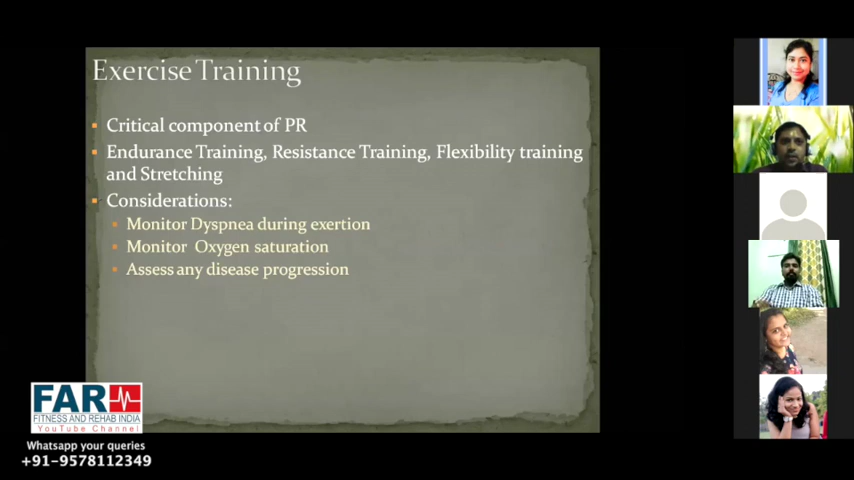 Exercise Training
Critical component of PR
Endurance Training, Resistance Training, Flexibility training
and Stretching
Considerations:
Monitor Dyspnea during exertion
Monitor Oxygen saturation
Assess any disease progression
FAR
FITNESS AND REHAB INDIA
YouTube Channel
Whatsapp your queries
+91-9578112349